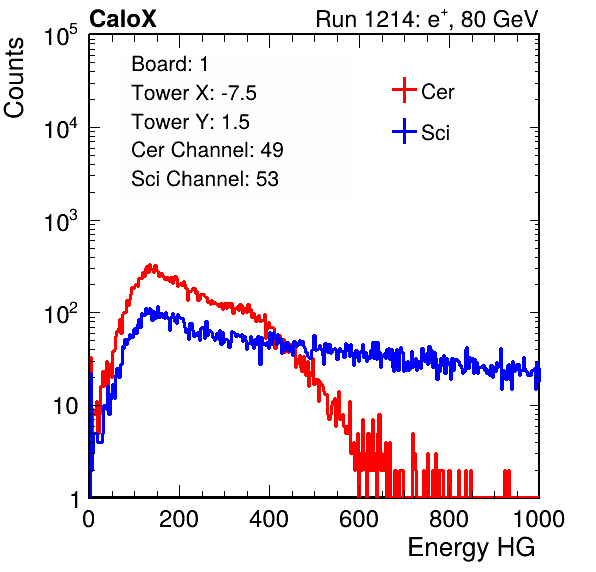 CaloX Run 1214: e⁺, 80 GeV
Board: 1
Tower X: -7.5
Tower Y: 1.5
Cer Channel: 49
Sci Channel: 53
Cer
Sci
Counts
10⁵
10⁴
10³
10²
10
1
0 200 400 600 800 1000
Energy HG